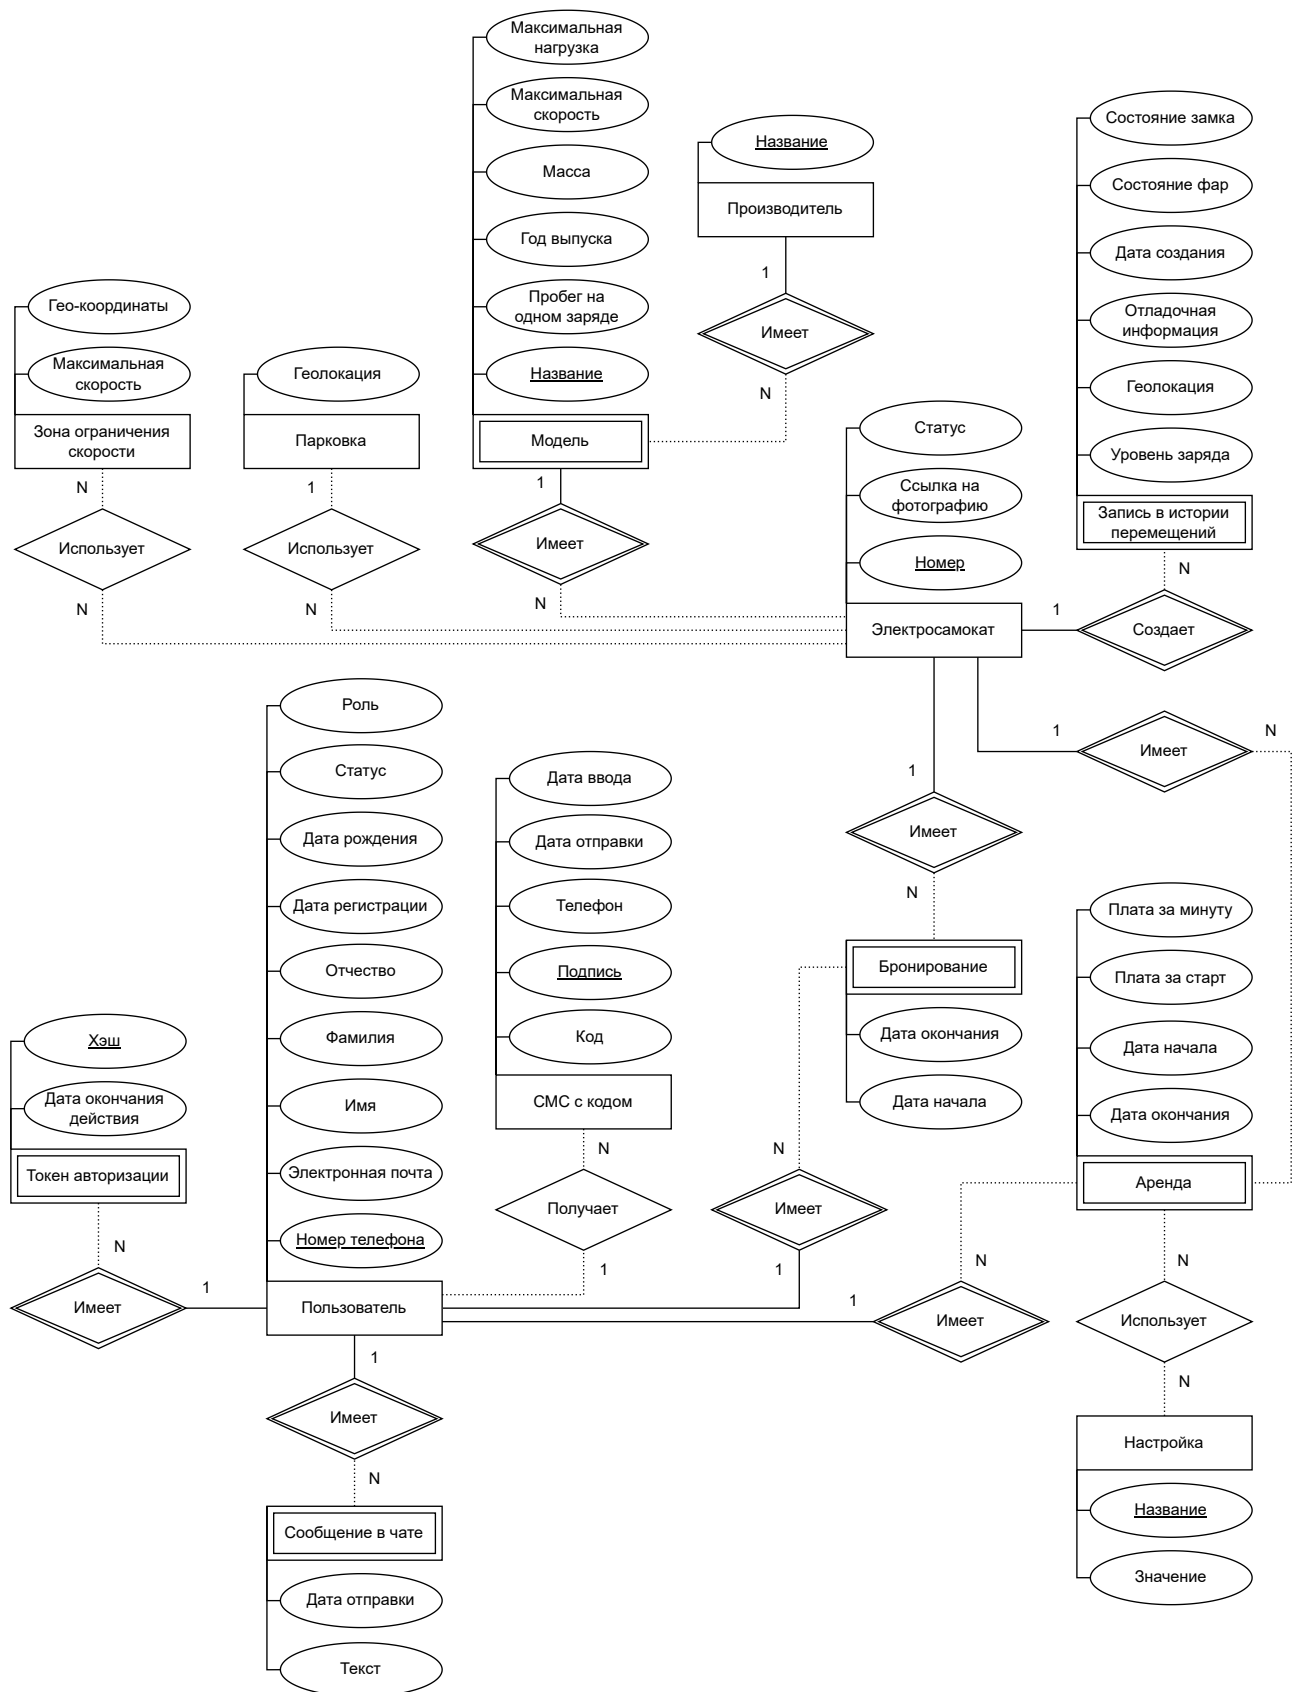 Максимальная
нагрузка
Максимальная
скорость
Масса
Год выпуска
Пробег на
одном заряде
Название
Модель
1
Имеет
N
Название
Производитель
1
Имеет
N
Состояние замка
Состояние фар
Дата создания
Отладочная
информация
Геолокация
Уровень заряда
Запись в истории
перемещений
N
Создает
1
Гео-координаты
Максимальная
скорость
Зона ограничения
скорости
N
Использует
N
Геолокация
Парковка
1
Использует
N
Статус
Ссылка на
фотографию
Номер
Электросамокат
1
Имеет
N
1
Имеет
N
Роль
Статус
Дата рождения
Дата регистрации
Отчество
Фамилия
Имя
Электронная почта
Номер телефона
Пользователь
Дата ввода
Дата отправки
Телефон
Подпись
Код
СМС с кодом
N
Получает
1
Бронирование
Дата окончания
Дата начала
N
Имеет
1
Плата за минуту
Плата за старт
Дата начала
Дата окончания
Аренда
N
Имеет
1
N
Использует
N
Настройка
Название
Значение
Хэш
Дата окончания
действия
Токен авторизации
N
Имеет
1
1
Имеет
N
Сообщение в чате
Дата отправки
Текст